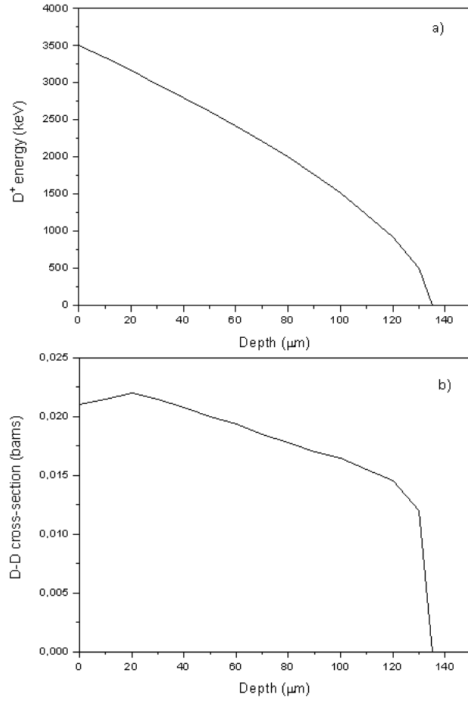 a)
4000
3500
3000
2500
2000
1500
1000
500
0
D+ energy (keV)
0 20 40 60 80 100 120 140
Depth (μm)
b)
0,025
0,020
0,015
0,010
0,005
0,000
D-D cross-section (barns)
0 20 40 60 80 100 120 140
Depth (μm)